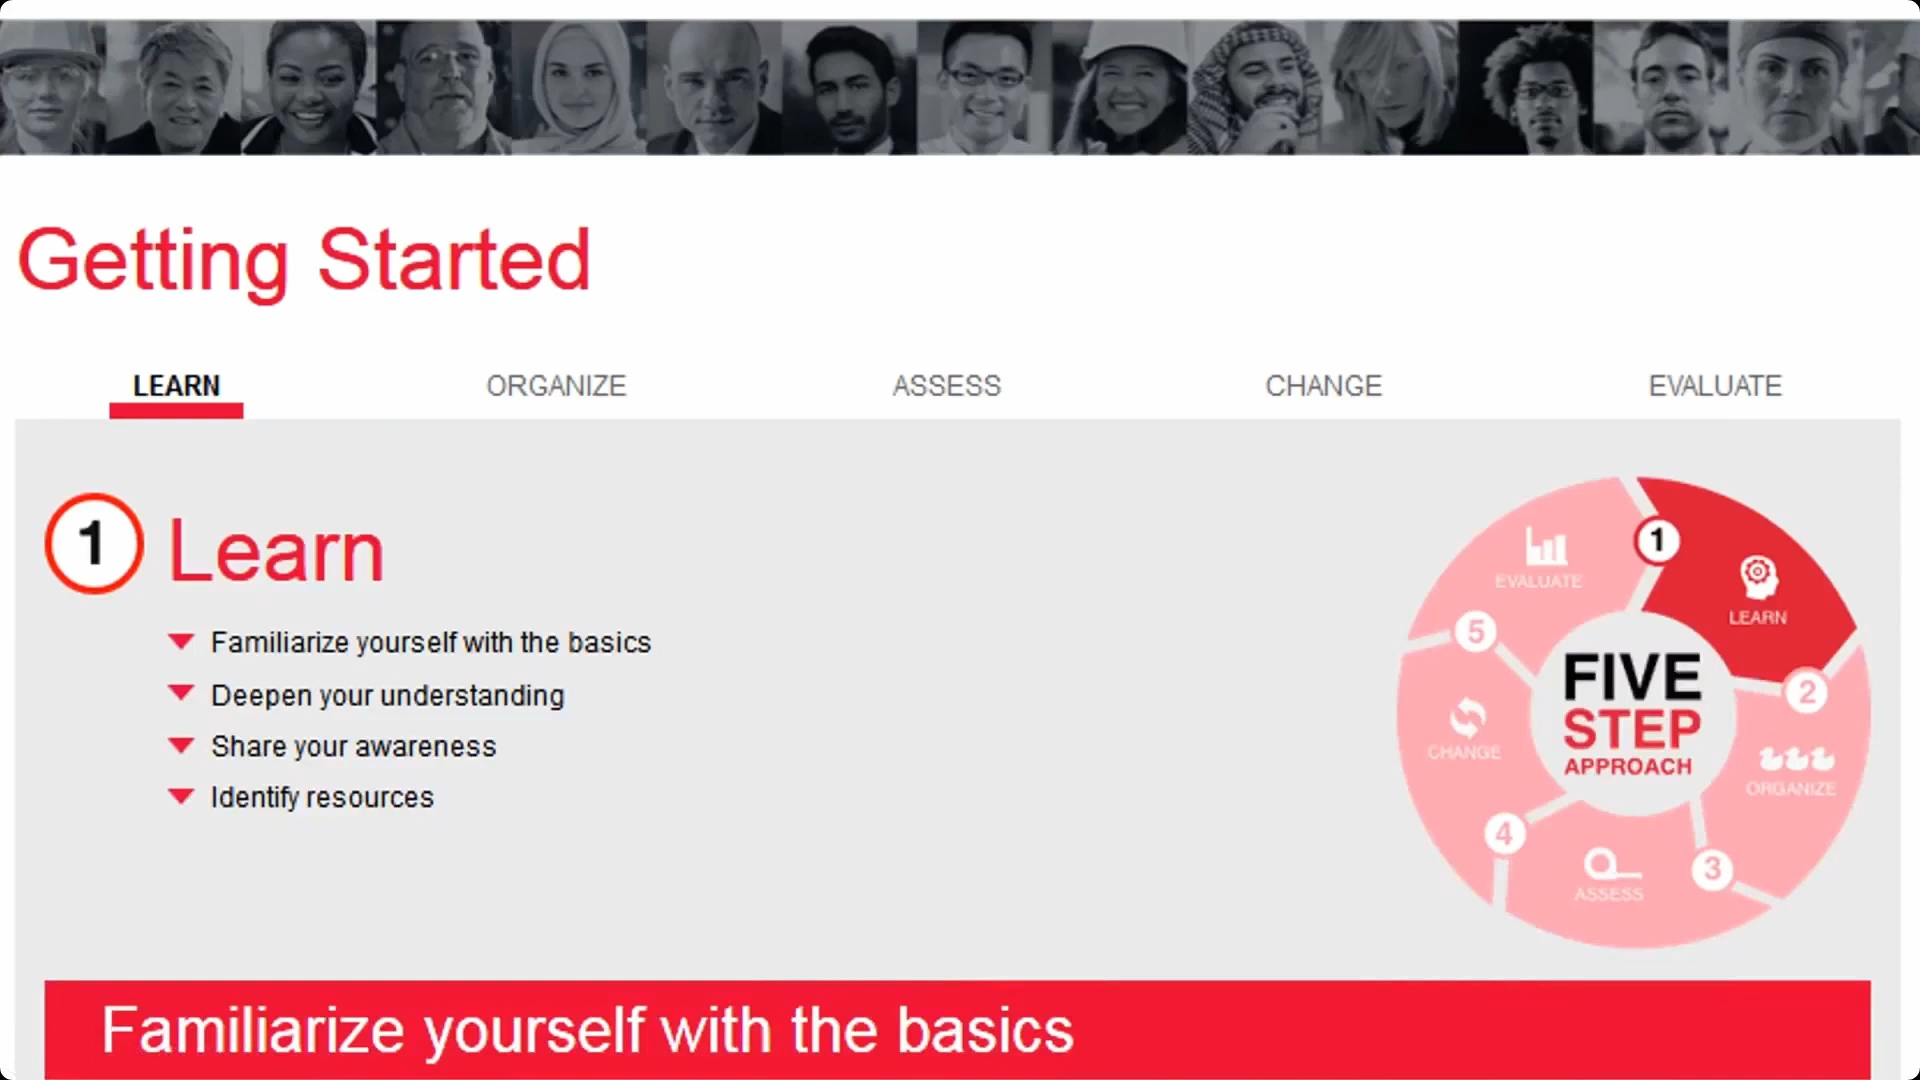 Getting Started
LEARN
ORGANIZE
ASSESS
CHANGE
EVALUATE
1
Learn
Familiarize yourself with the basics
Deepen your understanding
Share your awareness
Identify resources
1
LEARN
2
ORGANIZE
3
ASSESS
4
CHANGE
5
EVALUATE
FIVE
STEP
APPROACH
Familiarize yourself with the basics